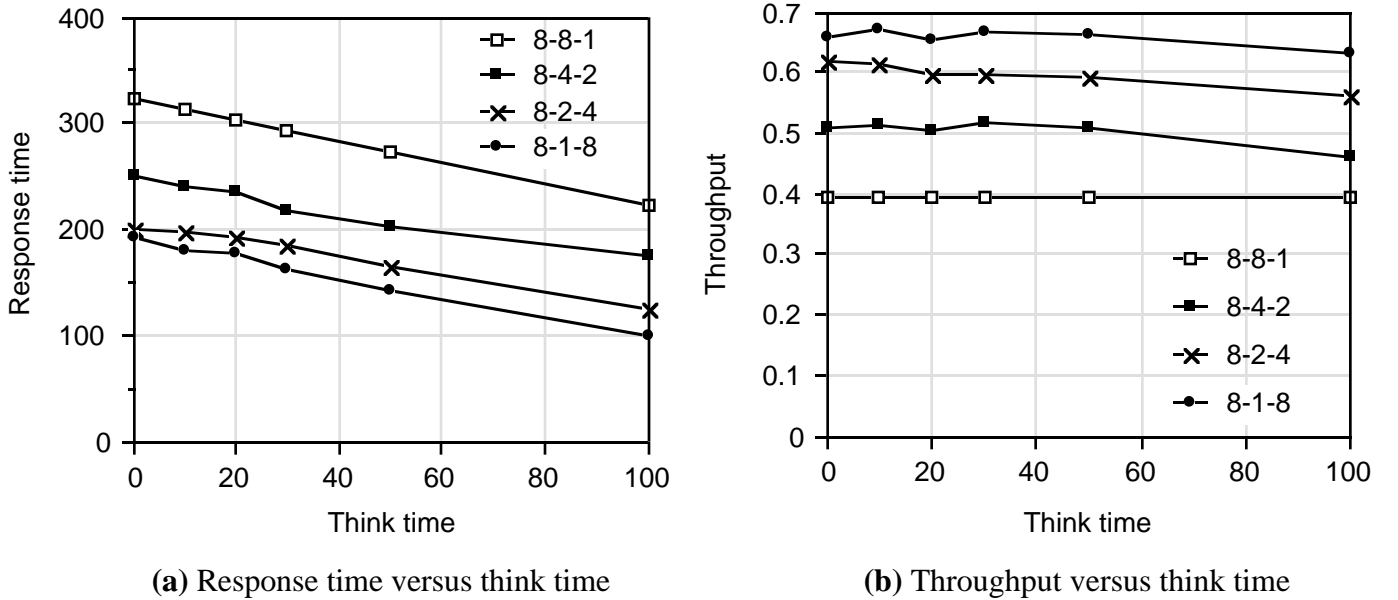 400
300
200
100
0
Response time
8-8-1
8-4-2
8-2-4
8-1-8
0 20 40 60 80 100
Think time
(a) Response time versus think time
0.7
0.6
0.5
0.4
0.3
0.2
0.1
0
Throughput
8-8-1
8-4-2
8-2-4
8-1-8
0 20 40 60 80 100
Think time
(b) Throughput versus think time